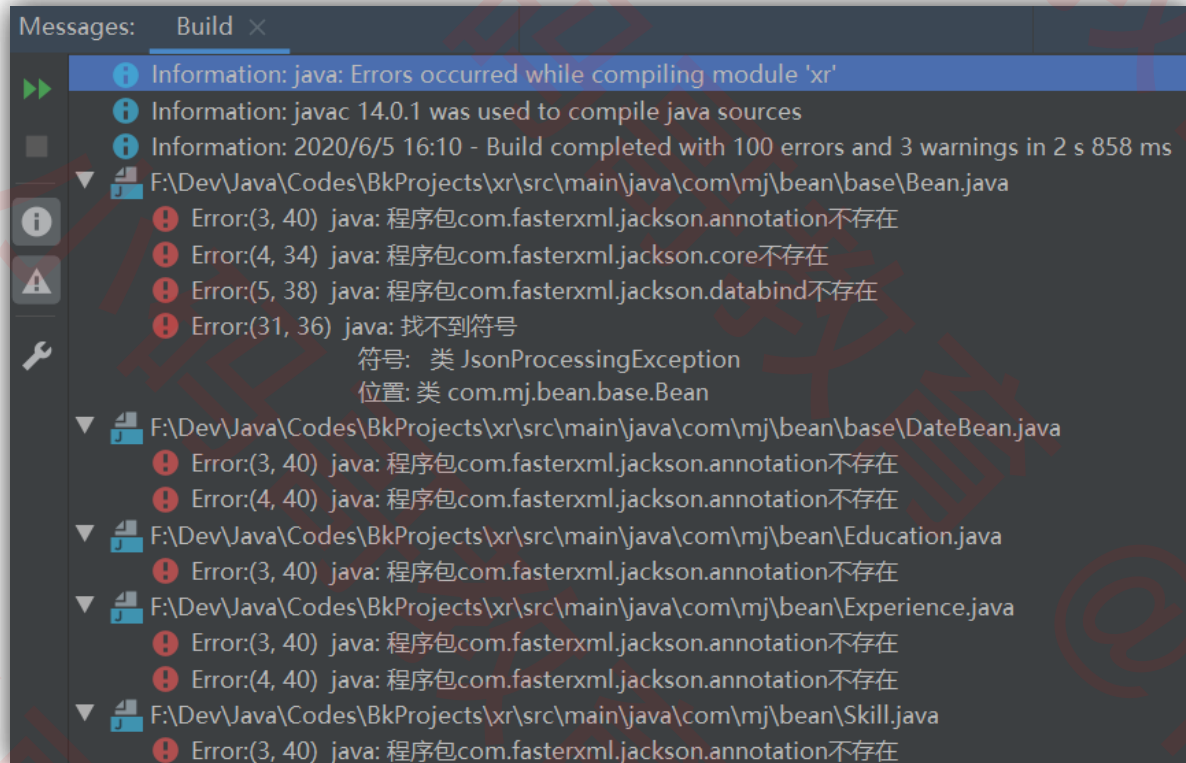 Messages: Build
Information: java: Errors occurred while compiling module 'xr'
Information: javac 14.0.1 was used to compile java sources
Information: 2020/6/5 16:10 - Build completed with 100 errors and 3 warnings in 2 s 858 ms
F:\Dev\Java\Codes\BkProjects\xr\src\main\java\com\mj\bean\base\Bean.java
Error:(3, 40) java: 程序包com.fasterxml.jackson.annotation不存在
Error:(4, 34) java: 程序包com.fasterxml.jackson.core不存在
Error:(5, 38) java: 程序包com.fasterxml.jackson.databind不存在
Error:(31, 36) java: 找不到符号
符号: 类 JsonProcessingException
位置: 类 com.mj.bean.base.Bean
F:\Dev\Java\Codes\BkProjects\xr\src\main\java\com\mj\bean\base\DateBean.java
Error:(3, 40) java: 程序包com.fasterxml.jackson.annotation不存在
Error:(4, 40) java: 程序包com.fasterxml.jackson.annotation不存在
F:\Dev\Java\Codes\BkProjects\xr\src\main\java\com\mj\bean\Education.java
Error:(3, 40) java: 程序包com.fasterxml.jackson.annotation不存在
F:\Dev\Java\Codes\BkProjects\xr\src\main\java\com\mj\bean\Experience.java
Error:(3, 40) java: 程序包com.fasterxml.jackson.annotation不存在
Error:(4, 40) java: 程序包com.fasterxml.jackson.annotation不存在
F:\Dev\Java\Codes\BkProjects\xr\src\main\java\com\mj\bean\Skill.java
Error:(3, 40) java: 程序包com.fasterxml.jackson.annotation不存在